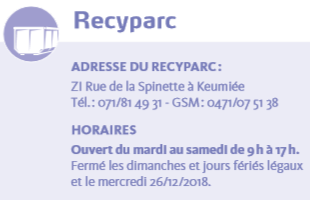 Recyparc
ADRESSE DU RECYPARC :
ZI Rue de la Spinette à Keumiée
Tél. : 071/81 49 31 - GSM : 0471/07 51 38
HORAIRES
Ouvert du mardi au samedi de 9 h à 17 h.
Fermé les dimanches et jours fériés légaux
et le mercredi 26/12/2018.